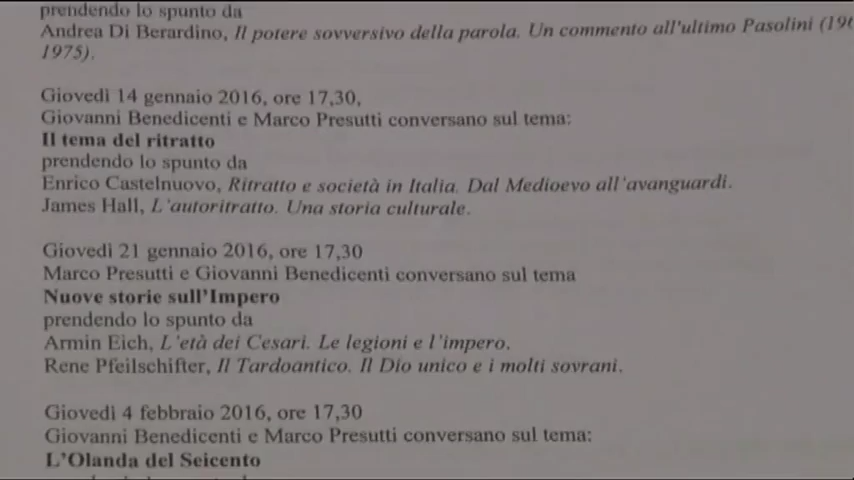 prendendo lo spunto da
Andrea Di Berardino, Il potere sovversivo della parola. Un commento all'ultimo Pasolini
1975).
Giovedì 14 gennaio 2016, ore 17,30,
Giovanni Benedicenti e Marco Presutti conversano sul tema:
Il tema del ritratto
prendendo lo spunto da
Enrico Castelnuovo, Ritratto e società in Italia. Dal Medioevo all'avanguardi.
James Hall, L'autoritratto. Una storia culturale.
Giovedì 21 gennaio 2016, ore 17,30
Marco Presutti e Giovanni Benedicenti conversano sul tema
Nuove storie sull'Impero
prendendo lo spunto da
Armin Eich, L'età dei Cesari. Le legioni e l'impero.
Rene Pfeilschifter, Il Tardoantico. Il Dio unico e i molti sovrani.
Giovedì 4 febbraio 2016, ore 17,30
Giovanni Benedicenti e Marco Presutti conversano sul tema:
L'Olanda del Seicento